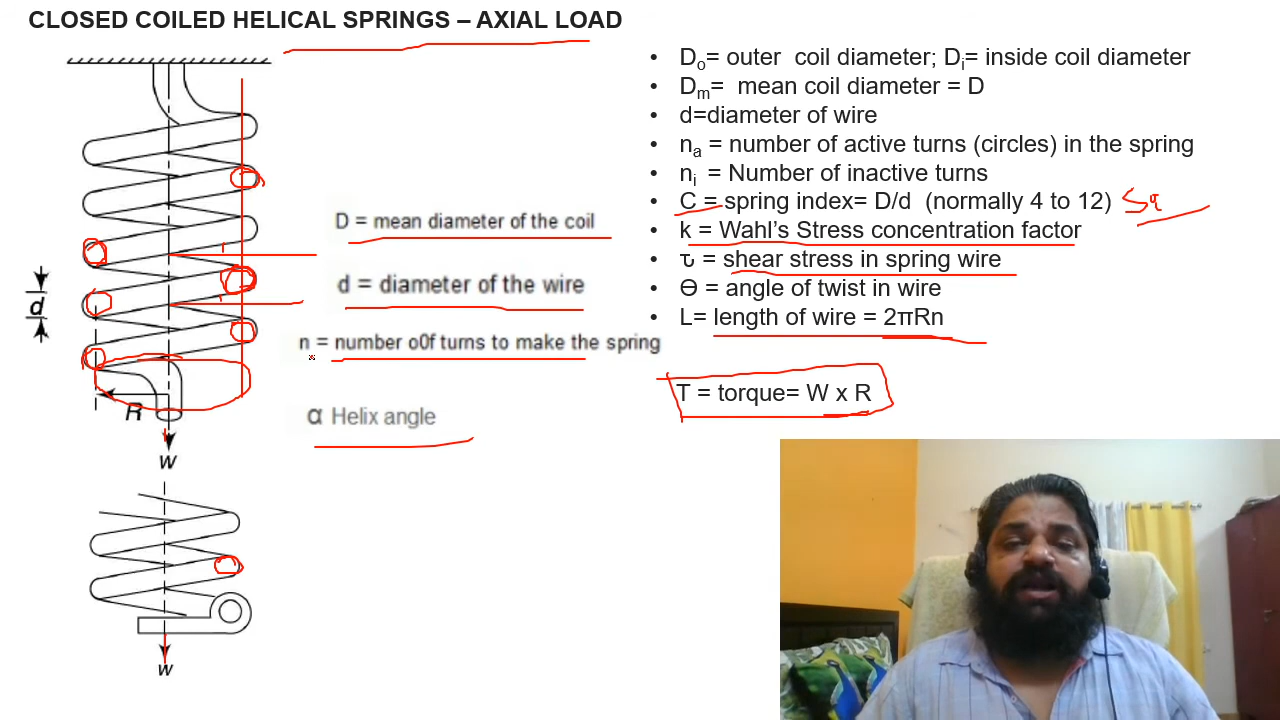 CLOSED COILED HELICAL SPRINGS – AXIAL LOAD
• Do= outer coil diameter; Di= inside coil diameter
• Dm= mean coil diameter = D
• d=diameter of wire
• na = number of active turns (circles) in the spring
• ni = Number of inactive turns
• C = spring index= D/d (normally 4 to 12)
• k = Wahl's Stress concentration factor
• τ = shear stress in spring wire
• Ө = angle of twist in wire
• L= length of wire = 2πRn
T = torque= W x R
D = mean diameter of the coil
d = diameter of the wire
n = number o0f turns to make the spring
α Helix angle
d
R
W
W